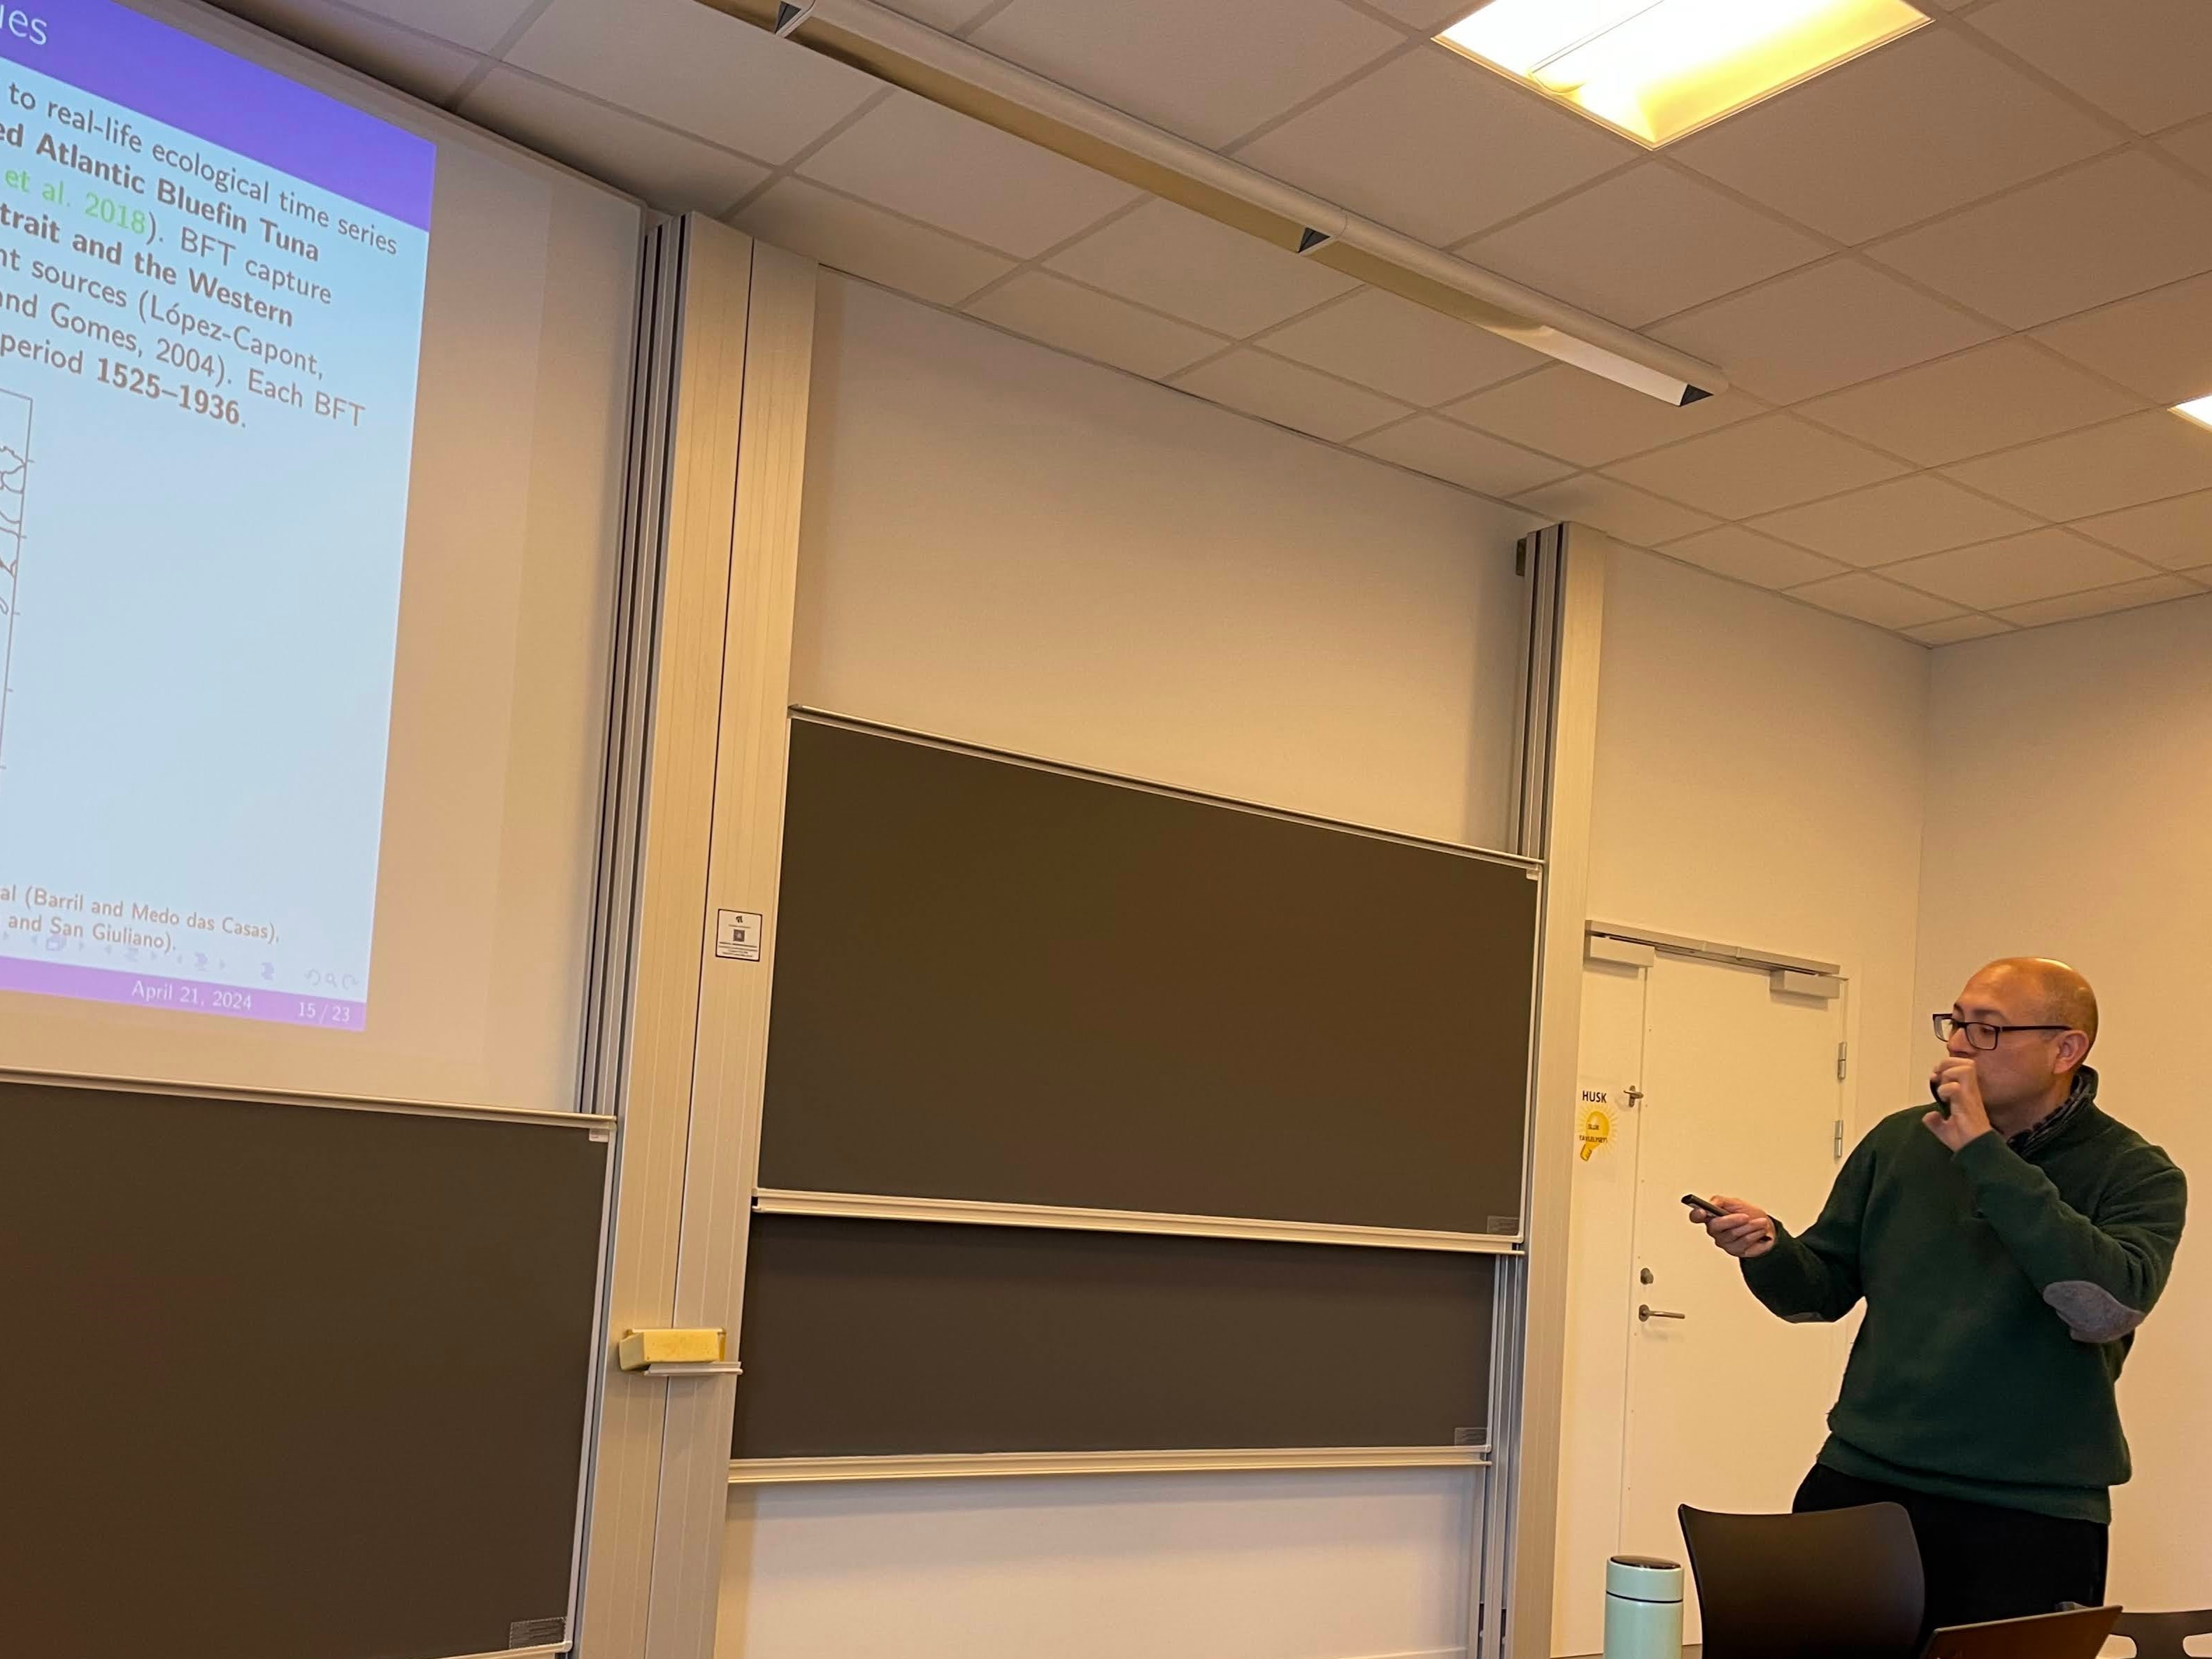 to real-life ecological time series
ed Atlantic Bluefin Tuna
et al. 2018). BFT capture
trait and the Western
nt sources (López-Capont,
and Gomes, 2004). Each BFT
period 1525–1936.
al (Barril and Medo das Casas),
and San Giuliano).
April 21, 2024 15 / 23
HUSK
SLUK